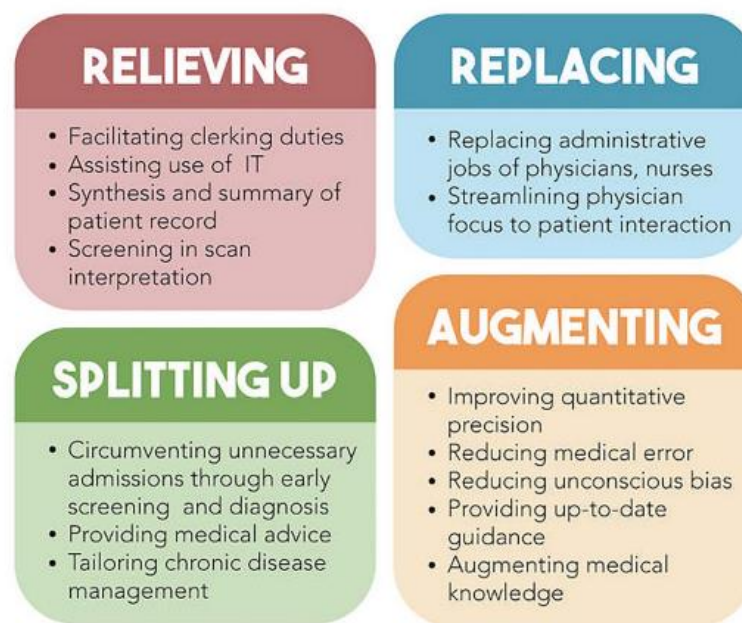 RELIEVING
• Facilitating clerking duties
• Assisting use of IT
• Synthesis and summary of
patient record
• Screening in scan
interpretation
REPLACING
• Replacing administrative
jobs of physicians, nurses
• Streamlining physician
focus to patient interaction
SPLITTING UP
• Circumventing unnecessary
admissions through early
screening and diagnosis
• Providing medical advice
• Tailoring chronic disease
management
AUGMENTING
• Improving quantitative
precision
• Reducing medical error
• Reducing unconscious bias
• Providing up-to-date
guidance
• Augmenting medical
knowledge